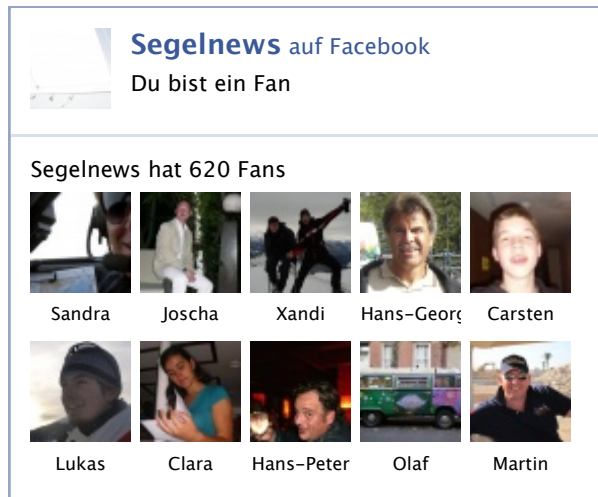 Segelnews auf Facebook
Du bist ein Fan
Segelnews hat 620 Fans
Sandra Joscha Xandi Hans-Georg Carsten
Lukas Clara Hans-Peter Olaf Martin